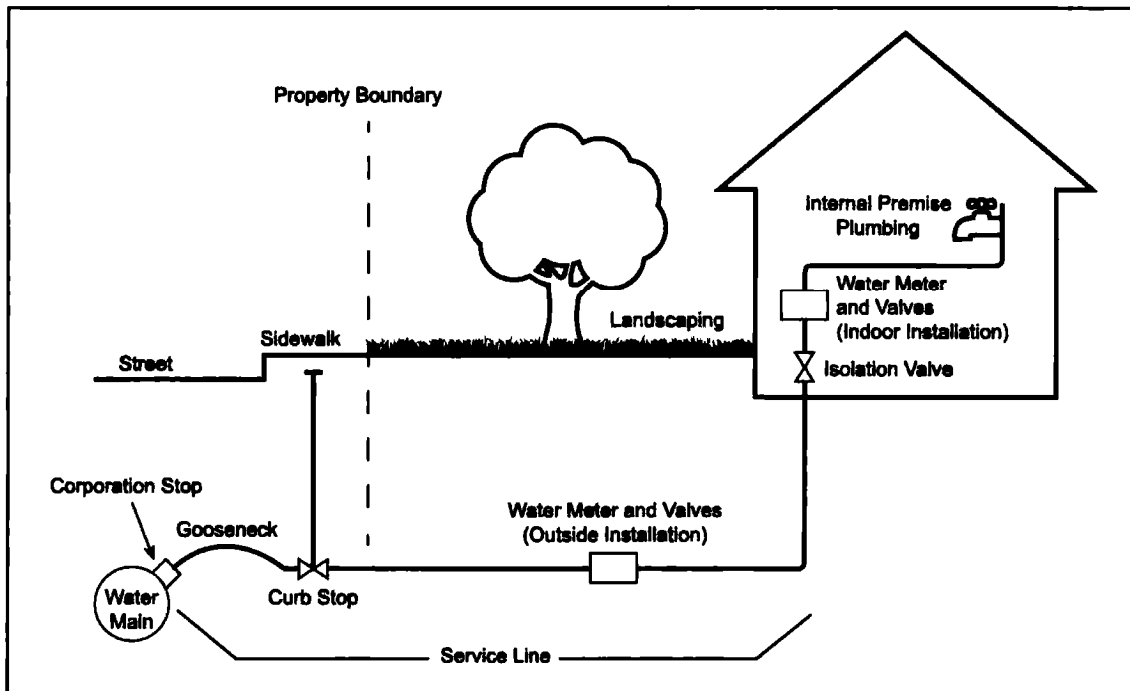 Property Boundary
Internal Premise
Plumbing
Water Meter
and Valves
(Indoor Installation)
Landscaping
Sidewalk
Street
Isolation Valve
Corporation Stop
Gooseneck
Water Meter and Valves
(Outside Installation)
Water
Main
Curb Stop
Service Line